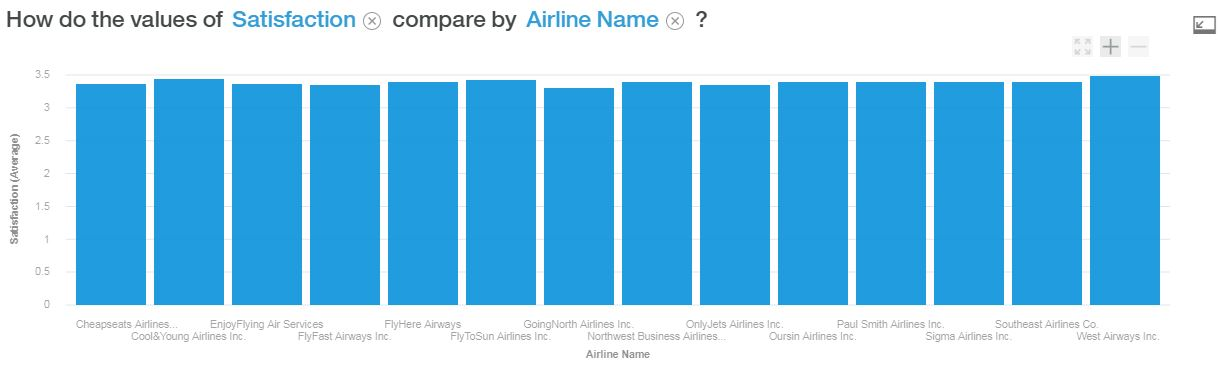 How do the values of Satisfaction compare by Airline Name ?
3.5
3
2.5
2
1.5
1
0.5
0
Satisfaction (Average)
Cheapseats Airlines... EnjoyFlying Air Services FlyHere Airways GoingNorth Airlines Inc. OnlyJets Airlines Inc. Paul Smith Airlines Inc. Southeast Airlines Co.
Cool&Young Airlines Inc. FlyFast Airways Inc. FlyToSun Airlines Inc. Northwest Business Airlines... Oursin Airlines Inc. Sigma Airlines Inc. West Airways Inc.
Airline Name